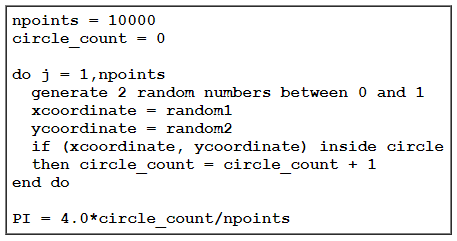 npoints = 10000
circle_count = 0

do j = 1,npoints
  generate 2 random numbers between 0 and 1
  xcoordinate = random1
  ycoordinate = random2
  if (xcoordinate, ycoordinate) inside circle
  then circle_count = circle_count + 1
end do

PI = 4.0*circle_count/npoints